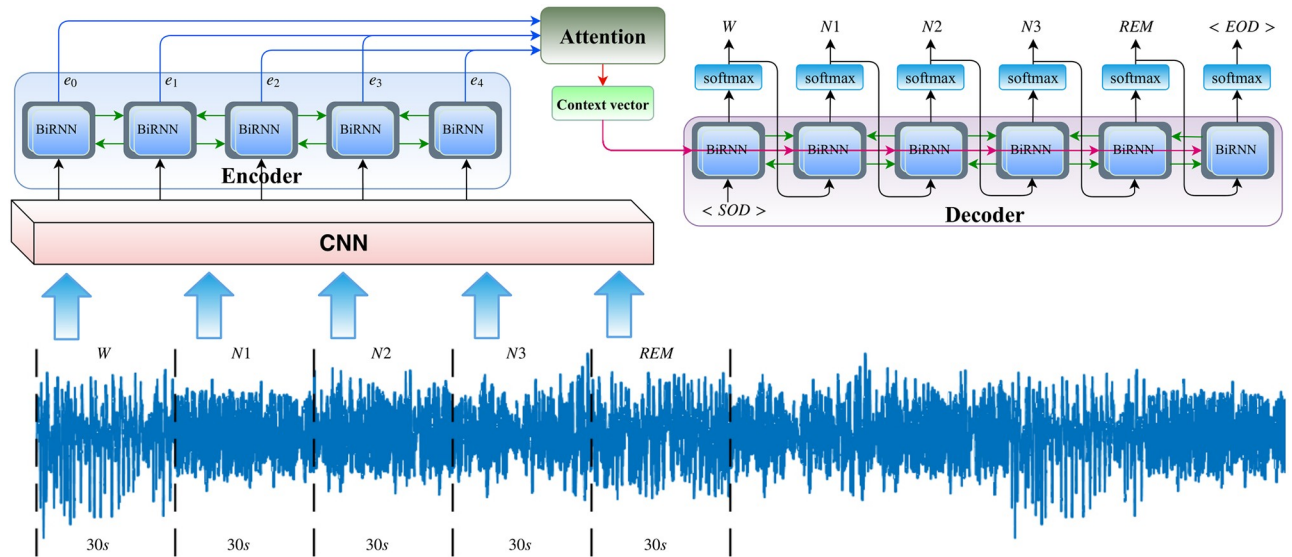 Attention
Context vector
e0 e1 e2 e3 e4
BiRNN BiRNN BiRNN BiRNN BiRNN
Encoder
CNN
W N1 N2 N3 REM < EOD >
softmax softmax softmax softmax softmax softmax
BiRNN BiRNN BiRNN BiRNN BiRNN BiRNN
< SOD >
Decoder
W N1 N2 N3 REM
30s 30s 30s 30s 30s